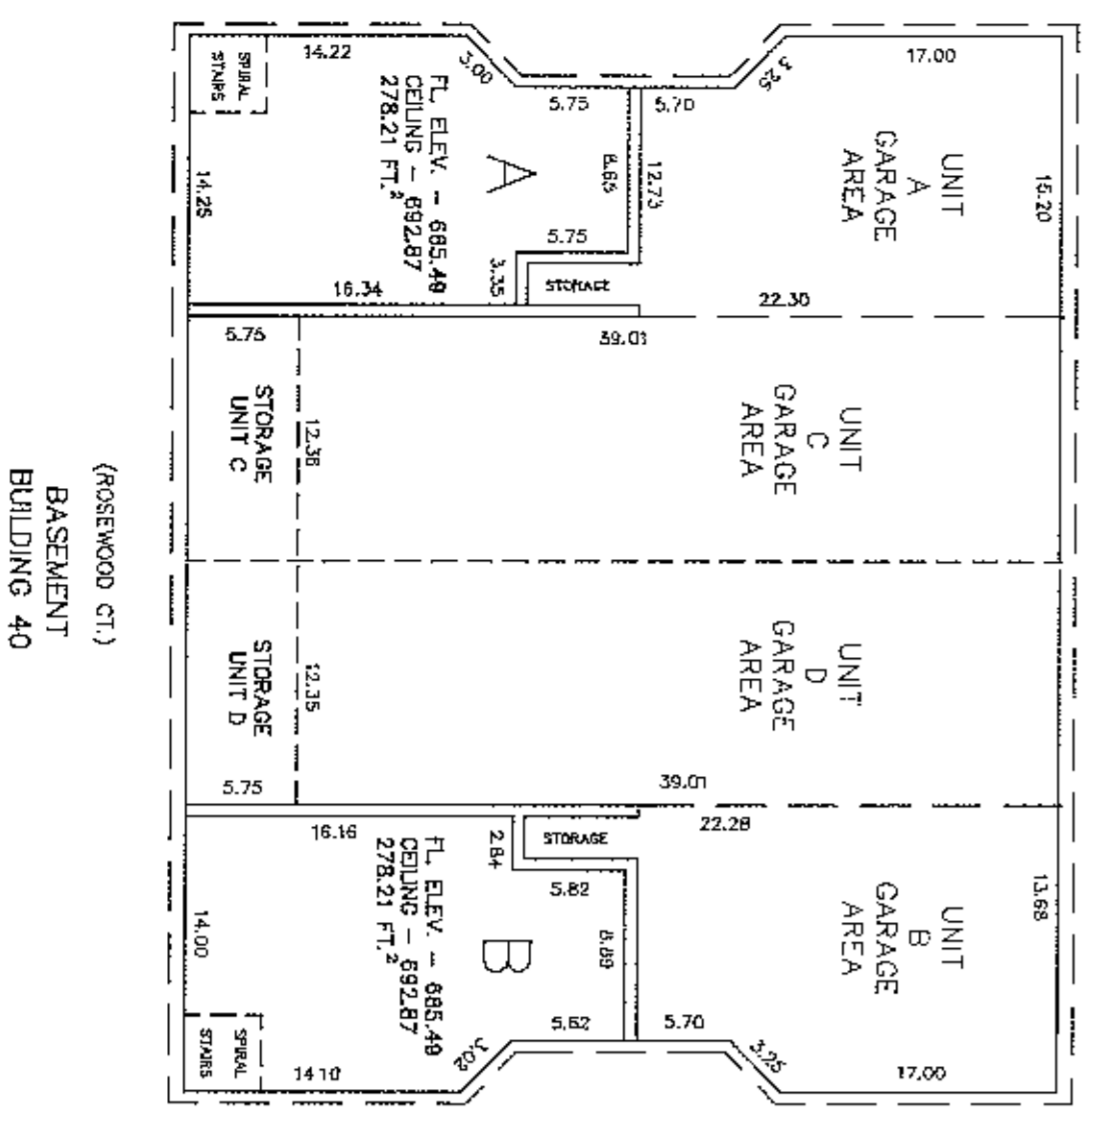 14.22
3.00
5.75
5.70
3.25
17.00
SPIRAL
STAIRS
FL. ELEV. - 685.49
CEILING - 692.87
278.21 FT.²
A
8.65
12.73
UNIT
A
GARAGE
AREA
15.20
14.25
5.75
3.35
STORAGE
16.34
22.30
5.75
39.01
STORAGE
UNIT C
12.36
UNIT
C
GARAGE
AREA
(ROSEWOOD CT.)
BASEMENT
BUILDING 40
STORAGE
UNIT D
12.35
UNIT
D
GARAGE
AREA
5.75
39.01
16.16
2.84
STORAGE
22.28
FL. ELEV. - 685.49
CEILING - 692.87
278.21 FT.²
B
5.82
8.89
UNIT
B
GARAGE
AREA
13.68
14.00
5.62
5.70
SPIRAL
STAIRS
14.10
3.02
3.25
17.00